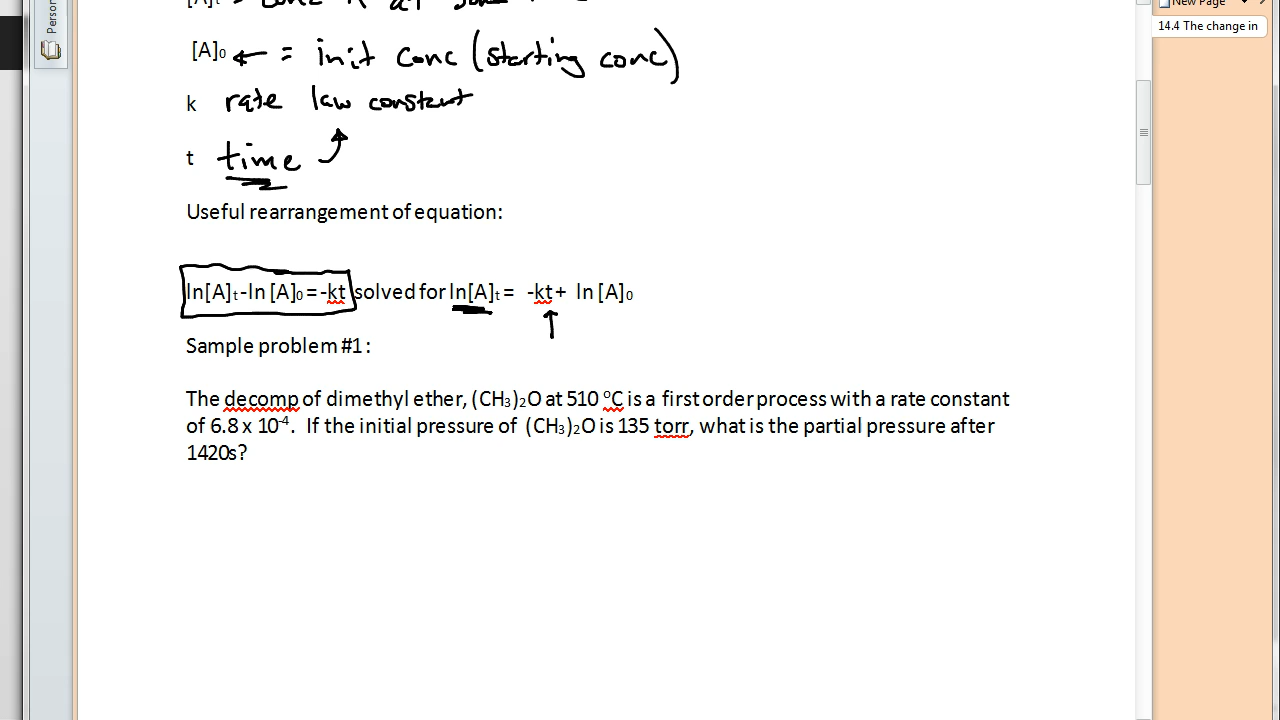 New Page
Person
14.4 The change in
[A]t = conc
[A]₀ ← = init conc (starting conc)
k rate law constant
t time
Useful rearrangement of equation:
ln[A]t-ln [A]₀ = -kt solved for ln[A]t = -kt + ln [A]₀
Sample problem #1:
The decomp of dimethyl ether, (CH₃)₂O at 510 ºC is a first order process with a rate constant
of 6.8 x 10⁻⁴. If the initial pressure of (CH₃)₂O is 135 torr, what is the partial pressure after
1420s?